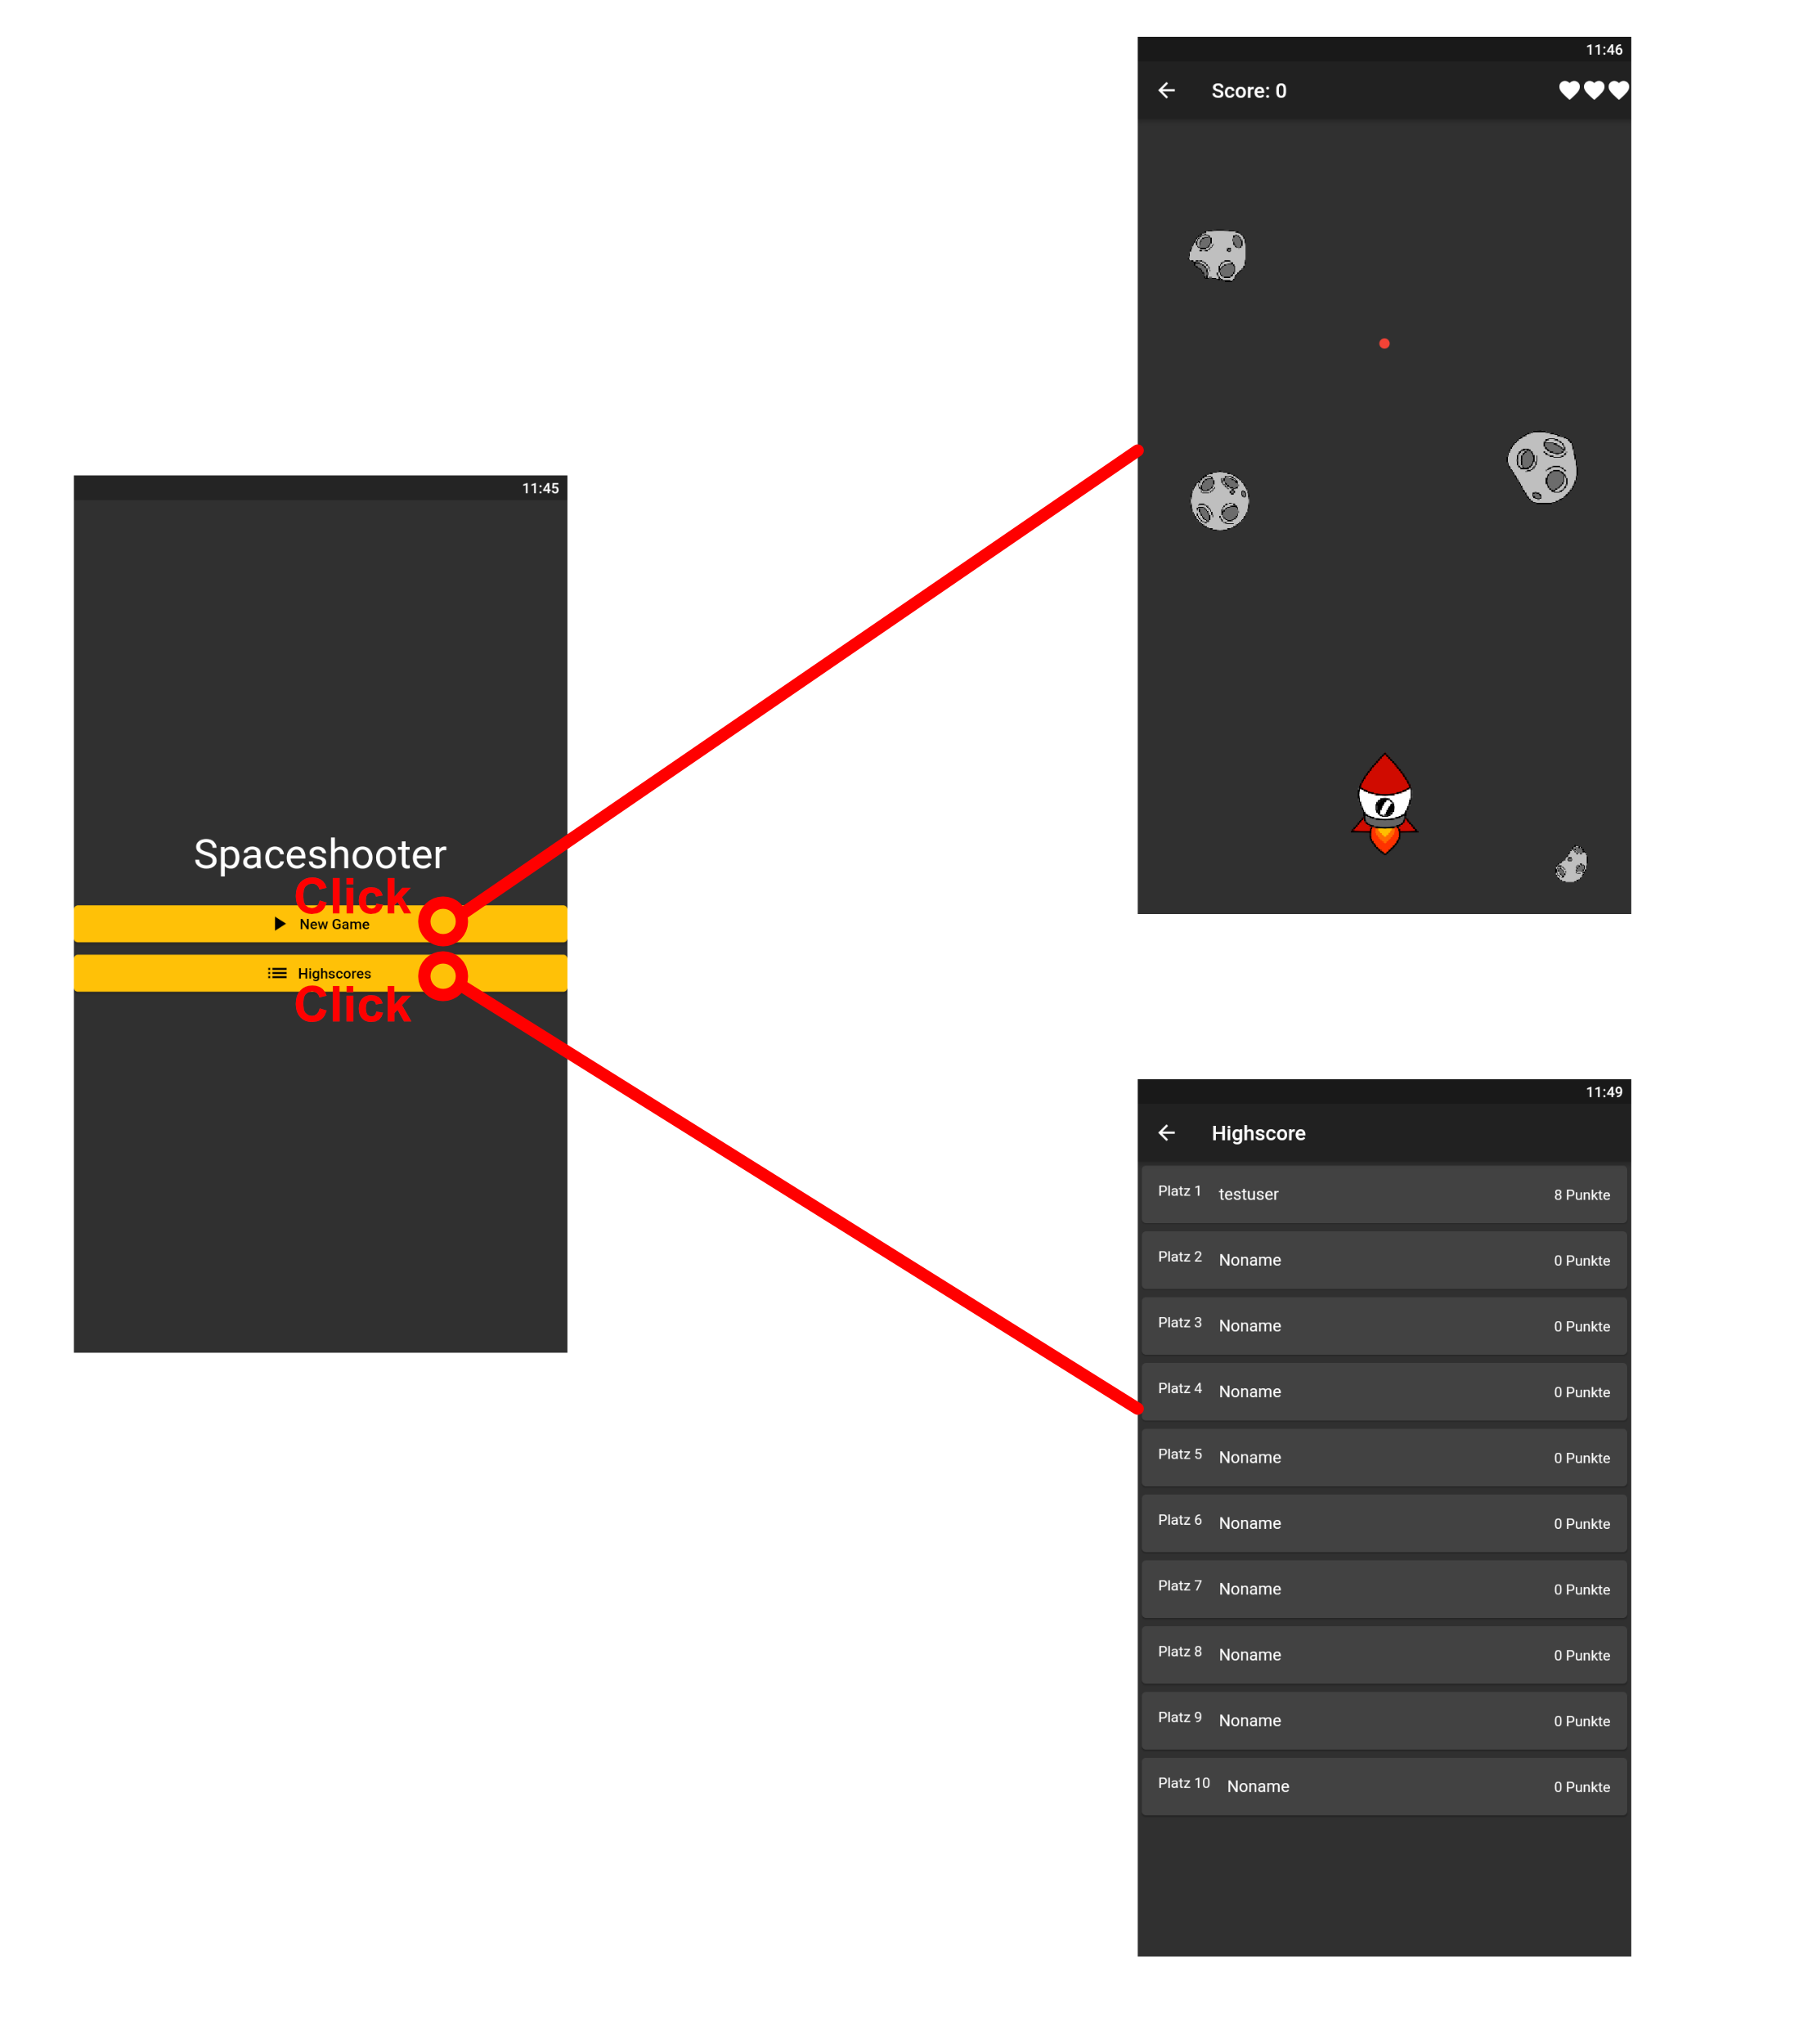 11:45
Spaceshooter
Click
New Game
Highscores
Click
11:46
Score: 0
11:49
Highscore
Platz 1 testuser 8 Punkte
Platz 2 Noname 0 Punkte
Platz 3 Noname 0 Punkte
Platz 4 Noname 0 Punkte
Platz 5 Noname 0 Punkte
Platz 6 Noname 0 Punkte
Platz 7 Noname 0 Punkte
Platz 8 Noname 0 Punkte
Platz 9 Noname 0 Punkte
Platz 10 Noname 0 Punkte